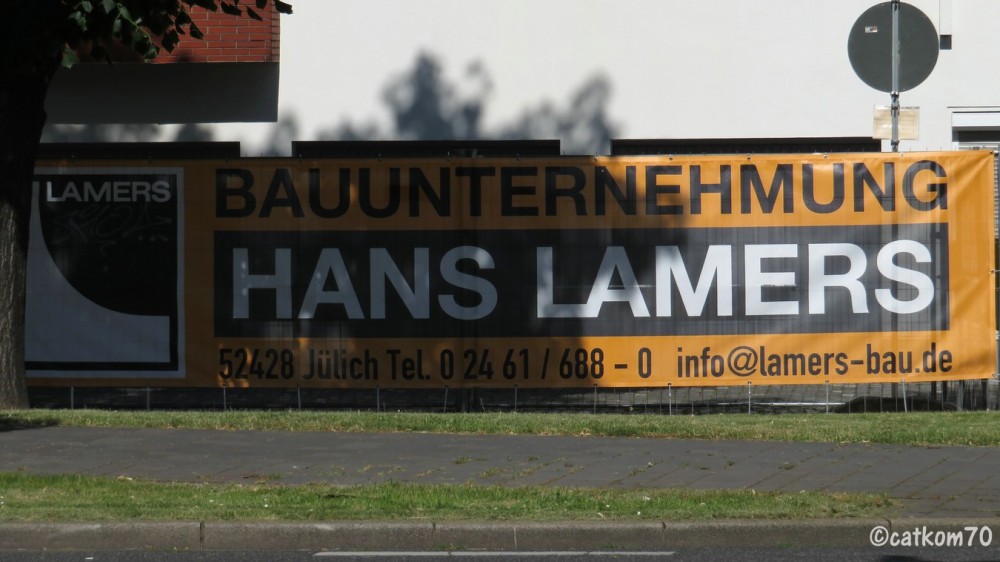 LAMERS
BAUUNTERNEHMUNG
HANS LAMERS
52428 Jülich Tel. 0 24 61 / 688 - 0 info@lamers-bau.de
©catkom70